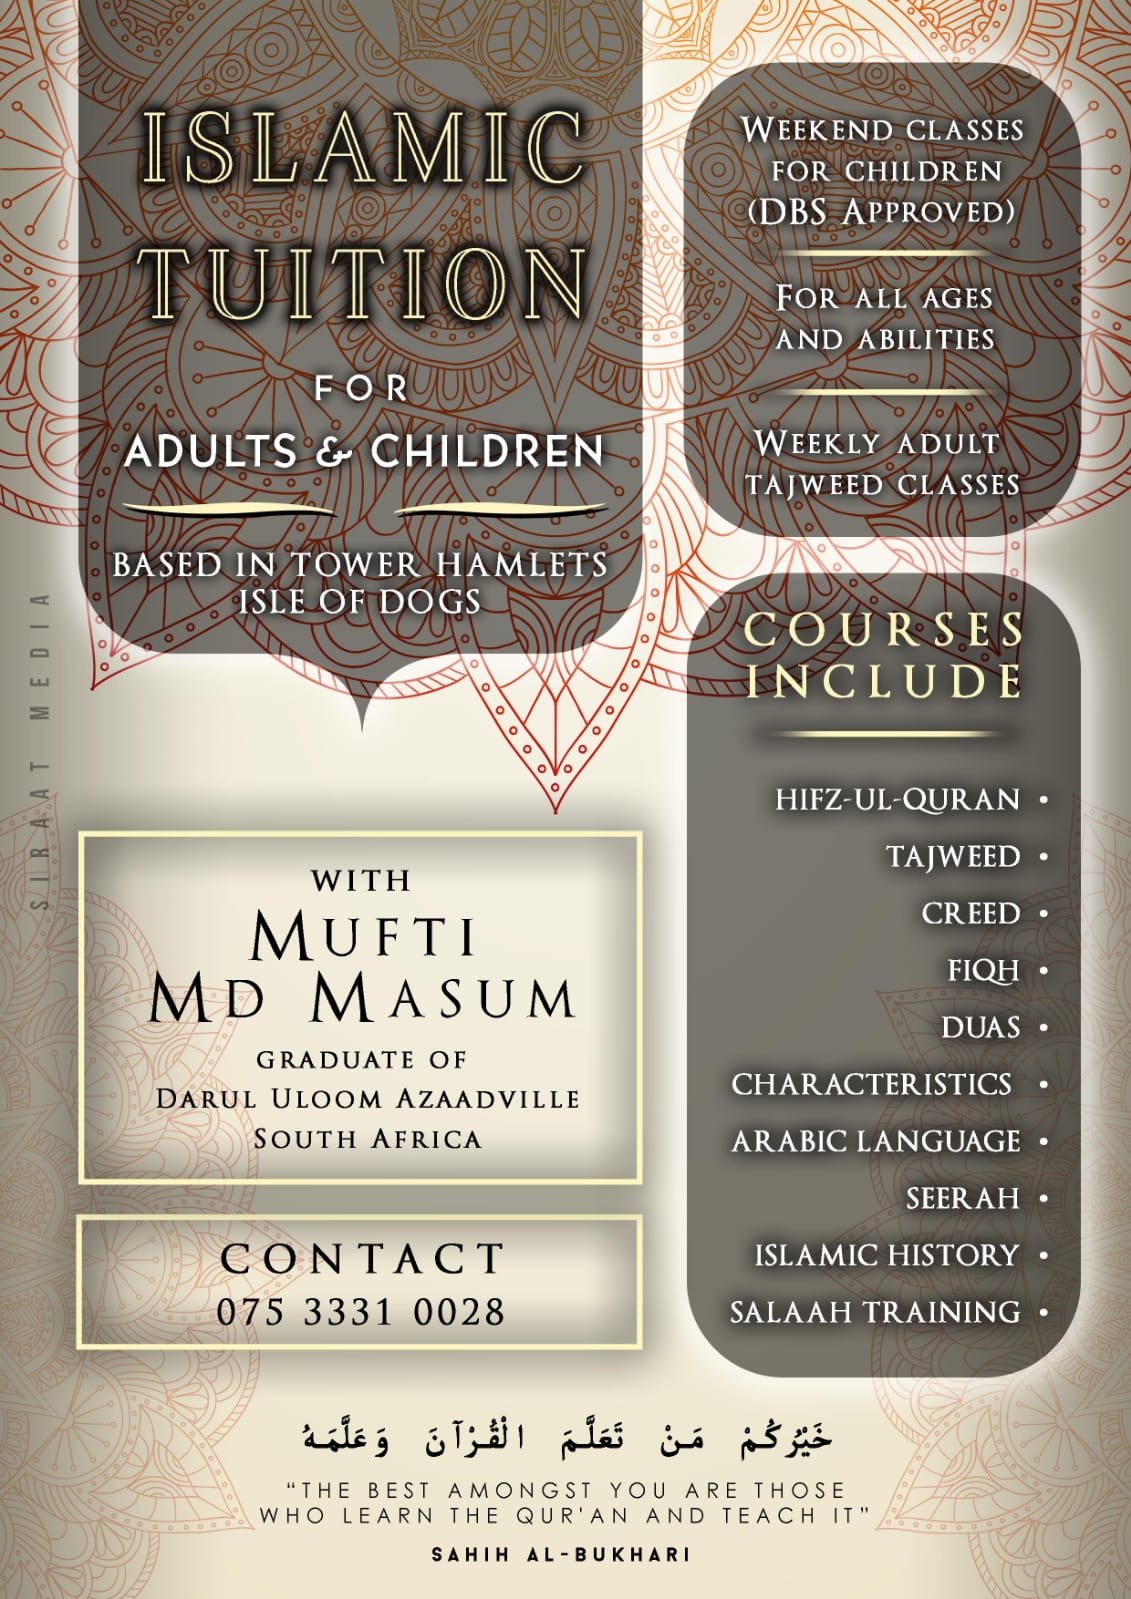 ISLAMIC
TUITION
FOR
ADULTS & CHILDREN
BASED IN TOWER HAMLETS
ISLE OF DOGS
WEEKEND CLASSES
FOR CHILDREN
(DBS APPROVED)
FOR ALL AGES
AND ABILITIES
WEEKLY ADULT
TAJWEED CLASSES
COURSES
INCLUDE
HIFZ-UL-QURAN •
TAJWEED •
CREED •
FIQH •
DUAS •
CHARACTERISTICS •
ARABIC LANGUAGE •
SEERAH •
ISLAMIC HISTORY •
SALAAH TRAINING •
SIRAAT MEDIA
WITH
MUFTI
MD MASUM
GRADUATE OF
DARUL ULOOM AZAADVILLE
SOUTH AFRICA
CONTACT
075 3331 0028
خَيْرُكُمْ مَنْ تَعَلَّمَ الْقُرْآنَ وَعَلَّمَهُ
“THE BEST AMONGST YOU ARE THOSE
WHO LEARN THE QUR'AN AND TEACH IT”
SAHIH AL-BUKHARI